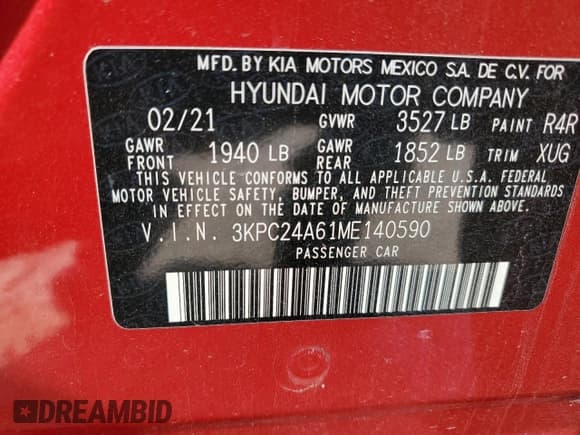 MFD. BY KIA MOTORS MEXICO S.A. DE C.V. FOR
HYUNDAI MOTOR COMPANY
02/21 GVWR 3527 LB PAINT R4R
GAWR FRONT 1940 LB GAWR REAR 1852 LB TRIM XUG
THIS VEHICLE CONFORMS TO ALL APPLICABLE U.S.A. FEDERAL
MOTOR VEHICLE SAFETY, BUMPER, AND THEFT PREVENTION STANDARDS
IN EFFECT ON THE DATE OF MANUFACTURE SHOWN ABOVE.
V.I.N. 3KPC24A61ME140590
PASSENGER CAR
DREAMBID